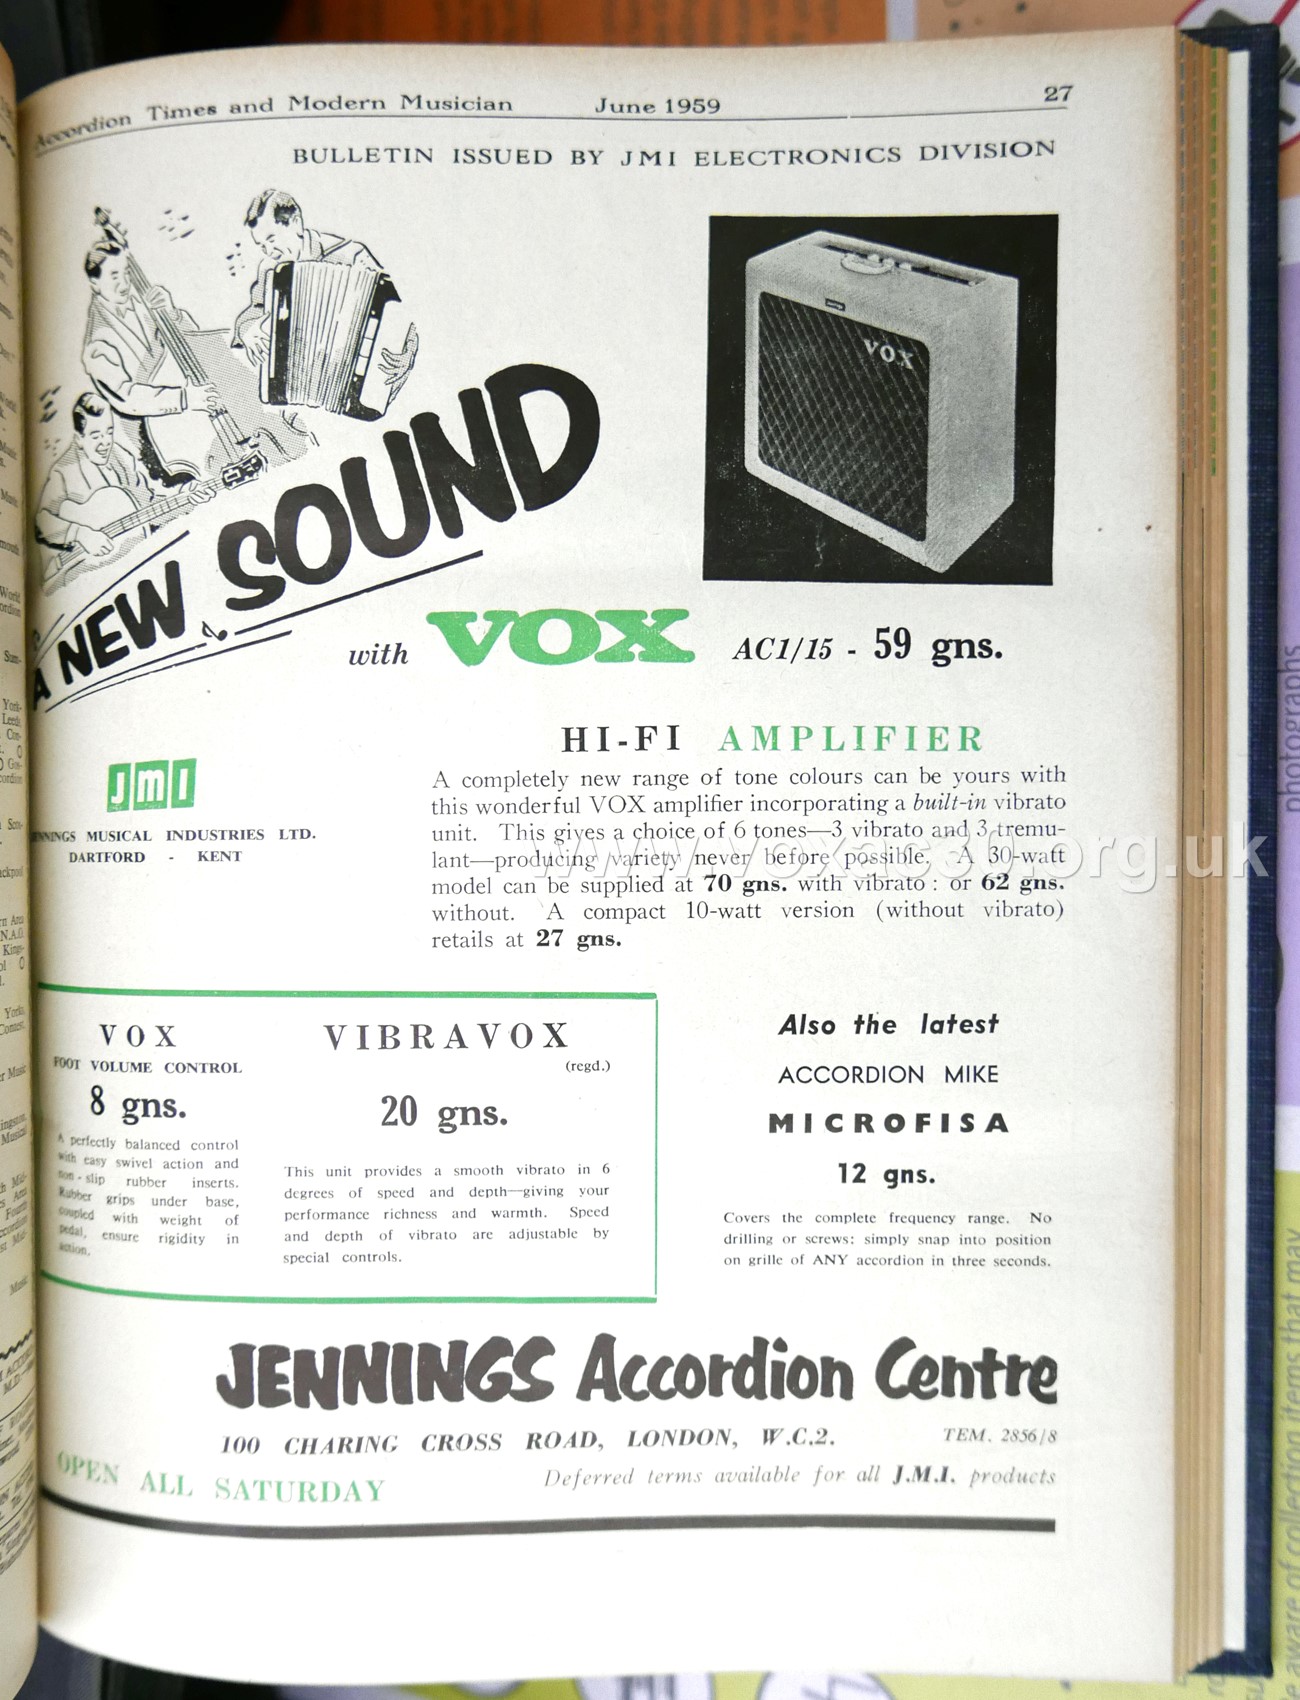 Accordion Times and Modern Musician June 1959 27
BULLETIN ISSUED BY JMI ELECTRONICS DIVISION
VOX
A NEW SOUND
with VOX AC1/15 - 59 gns.
HI-FI AMPLIFIER
A completely new range of tone colours can be yours with
this wonderful VOX amplifier incorporating a built-in vibrato
unit. This gives a choice of 6 tones—3 vibrato and 3 tremu-
lant—producing variety never before possible. A 30-watt
model can be supplied at 70 gns. with vibrato : or 62 gns.
without. A compact 10-watt version (without vibrato)
retails at 27 gns.
JMI
JENNINGS MUSICAL INDUSTRIES LTD.
DARTFORD - KENT
www.voxac30.org.uk
VOX
FOOT VOLUME CONTROL
8 gns.
A perfectly balanced control
with easy swivel action and
non-slip rubber inserts.
Rubber grips under base,
coupled with weight of
pedal, ensure rigidity in
action.
VIBRAVOX
(regd.)
20 gns.
This unit provides a smooth vibrato in 6
degrees of speed and depth—giving your
performance richness and warmth. Speed
and depth of vibrato are adjustable by
special controls.
Also the latest
ACCORDION MIKE
MICROFISA
12 gns.
Covers the complete frequency range. No
drilling or screws: simply snap into position
on grille of ANY accordion in three seconds.
JENNINGS Accordion Centre
100 CHARING CROSS ROAD, LONDON, W.C.2. TEM. 2856/8
OPEN ALL SATURDAY
Deferred terms available for all J.M.I. products
photographs
aware of collection items that may